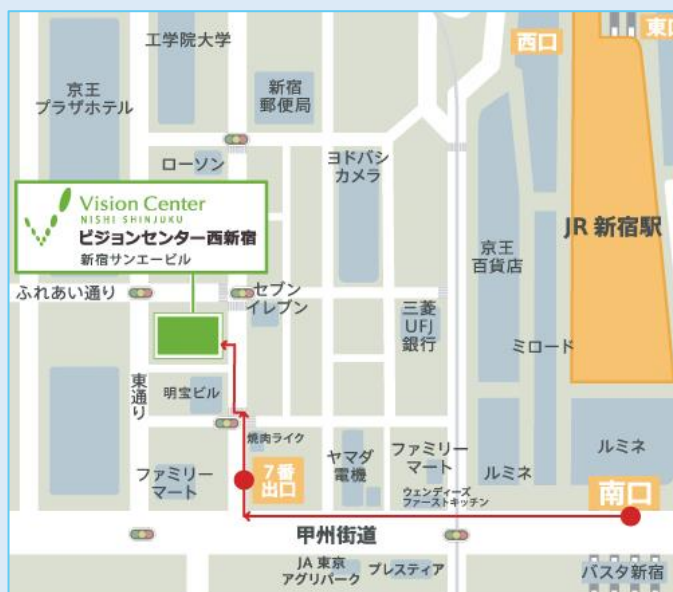 工学院大学
西口
東口
京王
プラザホテル
新宿
郵便局
ローソン
ヨドバシ
カメラ
Vision Center
NISHI SHINJUKU
ビジョンセンター西新宿
新宿サンエービル
JR 新宿駅
京王
百貨店
ふれあい通り
セブン
イレブン
三菱
UFJ
銀行
ミロード
東通り
明宝ビル
焼肉ライク
ファミリー
マート
7番
出口
ヤマダ
電機
ファミリー
マート
ウェンディーズ
ファーストキッチン
ルミネ
ルミネ
南口
甲州街道
JA 東京
アグリパーク
プレスティア
バスタ新宿